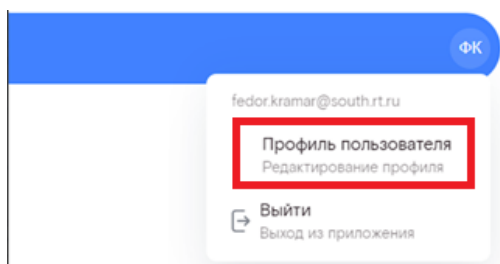 ФК
fedor.kramar@south.rt.ru
Профиль пользователя
Редактирование профиля
Выйти
Выход из приложения